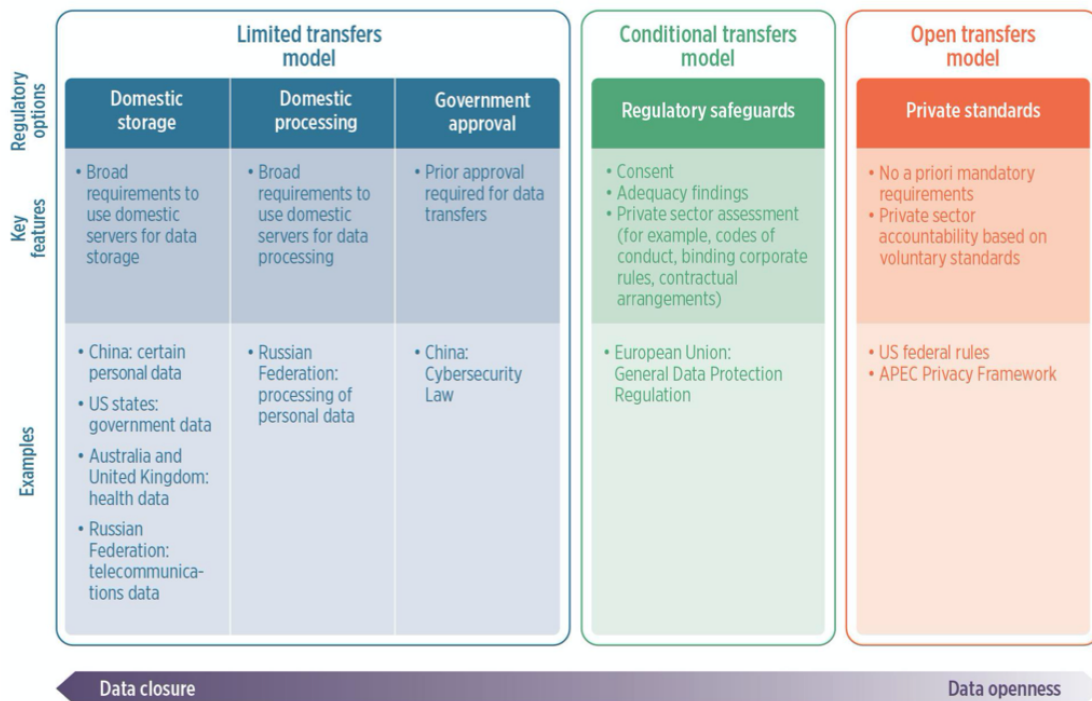 Limited transfers
model
Conditional transfers
model
Open transfers
model
Regulatory
options
Domestic
storage
Domestic
processing
Government
approval
Regulatory safeguards
Private standards
Key
features
• Broad
requirements to
use domestic
servers for data
storage
• Broad
requirements to
use domestic
servers for data
processing
• Prior approval
required for data
transfers
• Consent
• Adequacy findings
• Private sector assessment
(for example, codes of
conduct, binding corporate
rules, contractual
arrangements)
• No a priori mandatory
requirements
• Private sector
accountability based on
voluntary standards
Examples
• China: certain
personal data
• US states:
government data
• Australia and
United Kingdom:
health data
• Russian
Federation:
telecommunica-
tions data
• Russian
Federation:
processing of
personal data
• China:
Cybersecurity
Law
• European Union:
General Data Protection
Regulation
• US federal rules
• APEC Privacy Framework
Data closure
Data openness